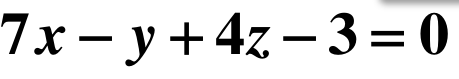 7x − y + 4z − 3 = 0